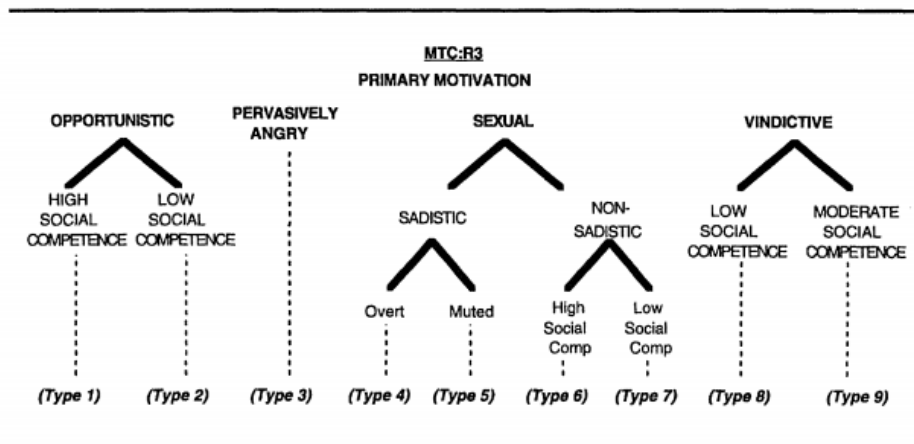 MTC:R3
PRIMARY MOTIVATION
OPPORTUNISTIC
PERVASIVELY
ANGRY
SEXUAL
VINDICTIVE
HIGH
SOCIAL
COMPETENCE
LOW
SOCIAL
COMPETENCE
SADISTIC
NON-
SADISTIC
LOW
SOCIAL
COMPETENCE
MODERATE
SOCIAL
COMPETENCE
Overt
Muted
High
Social
Comp
Low
Social
Comp
(Type 1)
(Type 2)
(Type 3)
(Type 4)
(Type 5)
(Type 6)
(Type 7)
(Type 8)
(Type 9)